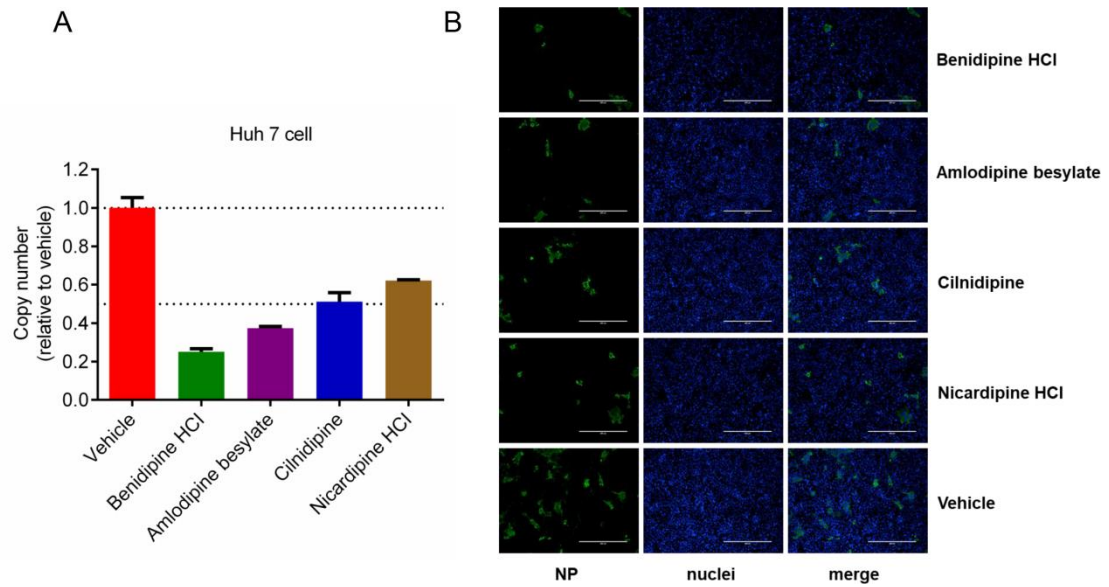 A
B
Huh 7 cell
Copy number
(relative to vehicle)
1.2
1.0
0.8
0.6
0.4
0.2
0.0
Vehicle
Benidipine HCl
Amlodipine besylate
Cilnidipine
Nicardipine HCl
Benidipine HCl
Amlodipine besylate
Cilnidipine
Nicardipine HCl
Vehicle
NP
nuclei
merge